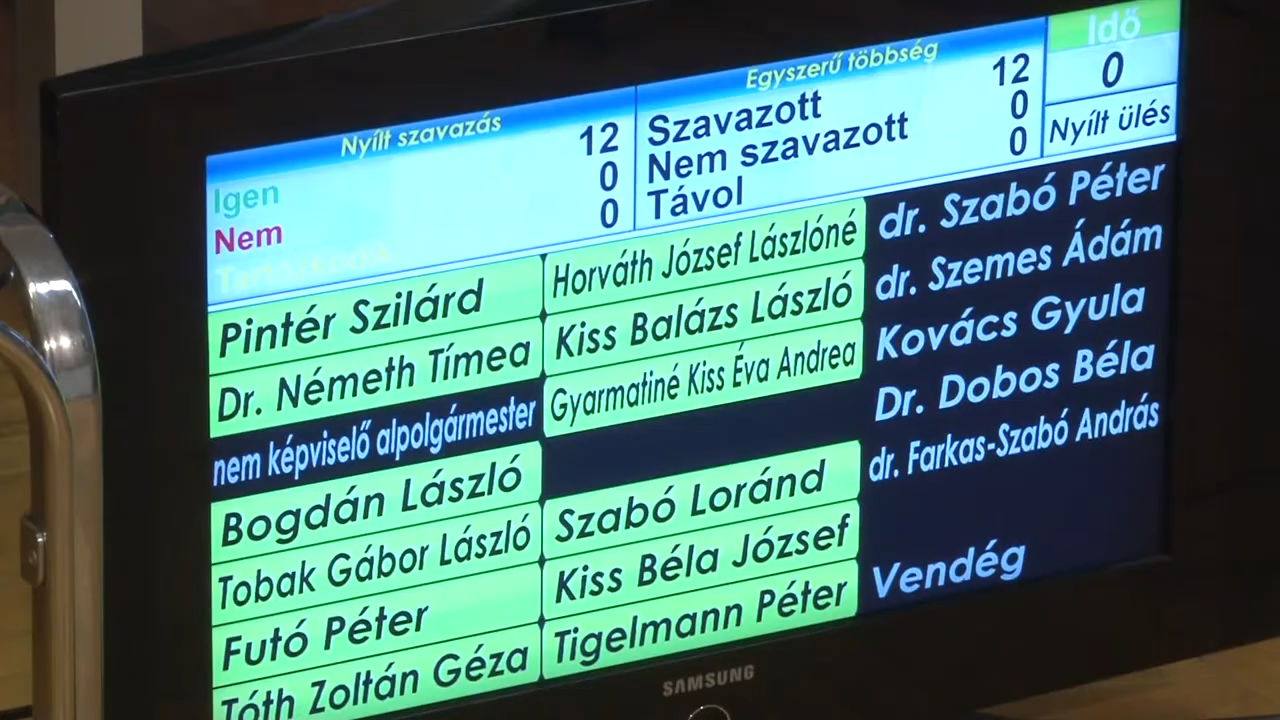 Nyílt szavazás
Igen 12
Nem 0
Tartózkodik 0
Egyszerű többség
Szavazott 12
Nem szavazott 0
Távol 0
Idő
0
Nyílt ülés
Pintér Szilárd
Dr. Németh Tímea
nem képviselő alpolgármester
Bogdán László
Tobak Gábor László
Futó Péter
Tóth Zoltán Géza
Horváth József Lászlóné
Kiss Balázs László
Gyarmatiné Kiss Éva Andrea
Szabó Loránd
Kiss Béla József
Tigelmann Péter
dr. Szabó Péter
dr. Szemes Ádám
Kovács Gyula
Dr. Dobos Béla
dr. Farkas-Szabó András
Vendég
SAMSUNG